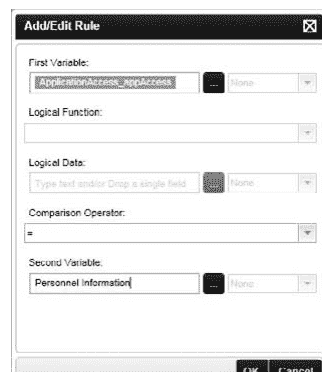 Add/Edit Rule
First Variable:
ApplicationAccess_appAccess
... None
Logical Function:
Logical Data:
Type text and/or Drop a single field
... None
Comparison Operator:
=
Second Variable:
Personnel Information
... None
OK Cancel